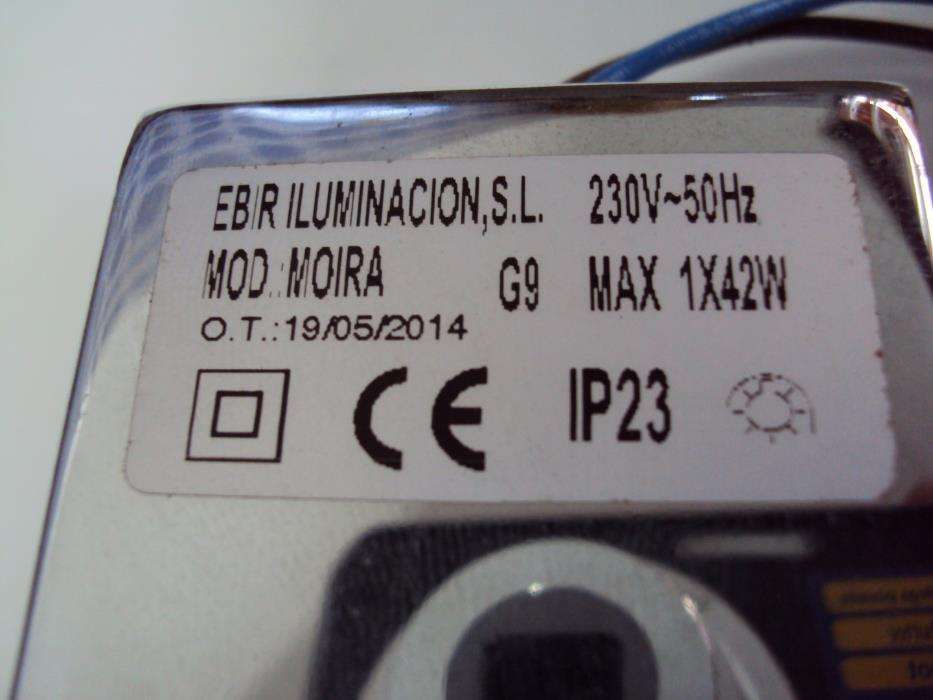 EBIR ILUMINACION,S.L. 230V~50Hz
MOD.:MOIRA G9 MAX 1X42W
O.T.:19/05/2014
CE IP23